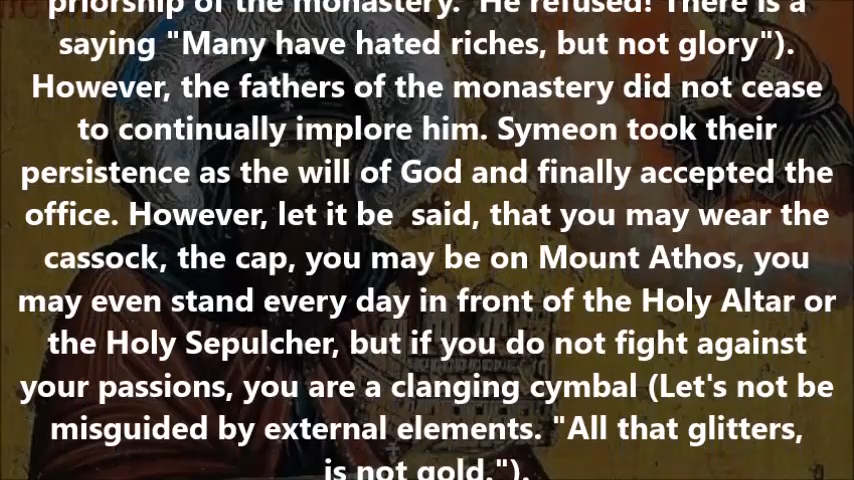 priorship of the monastery. He refused! There is a
saying "Many have hated riches, but not glory").
However, the fathers of the monastery did not cease
to continually implore him. Symeon took their
persistence as the will of God and finally accepted the
office. However, let it be  said, that you may wear the
cassock, the cap, you may be on Mount Athos, you
may even stand every day in front of the Holy Altar or
the Holy Sepulcher, but if you do not fight against
your passions, you are a clanging cymbal (Let's not be
misguided by external elements. "All that glitters,
is not gold.").